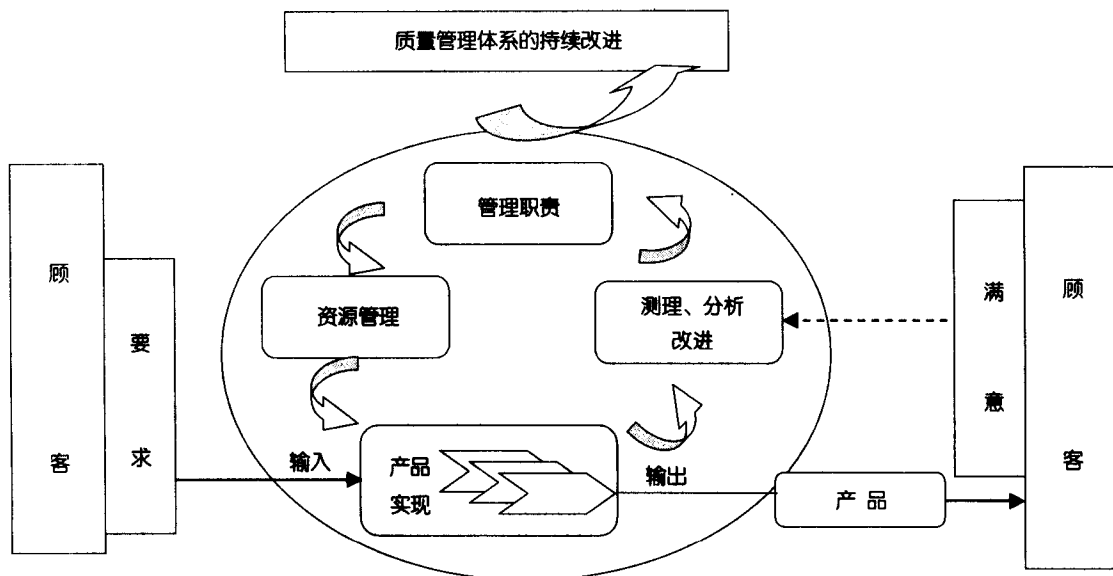 质量管理体系的持续改进
管理职责
顾客
要求
资源管理
测理、分析
改进
满意
顾客
输入
产品
实现
输出
产 品